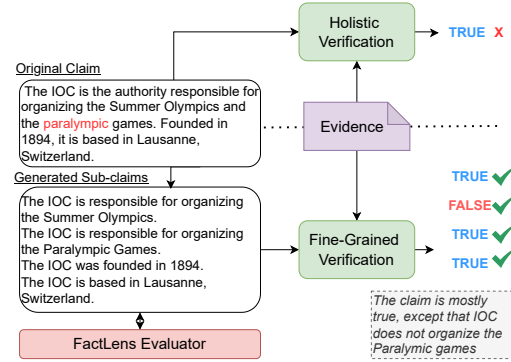 Holistic
Verification
TRUE X
Original Claim
The IOC is the authority responsible for
organizing the Summer Olympics and
the paralympic games. Founded in
1894, it is based in Lausanne,
Switzerland.
Evidence
Generated Sub-claims
The IOC is responsible for organizing
the Summer Olympics.
The IOC is responsible for organizing
the Paralympic Games.
The IOC was founded in 1894.
The IOC is based in Lausanne,
Switzerland.
Fine-Grained
Verification
TRUE
FALSE
TRUE
TRUE
The claim is mostly
true, except that IOC
does not organize the
Paralymic games
FactLens Evaluator